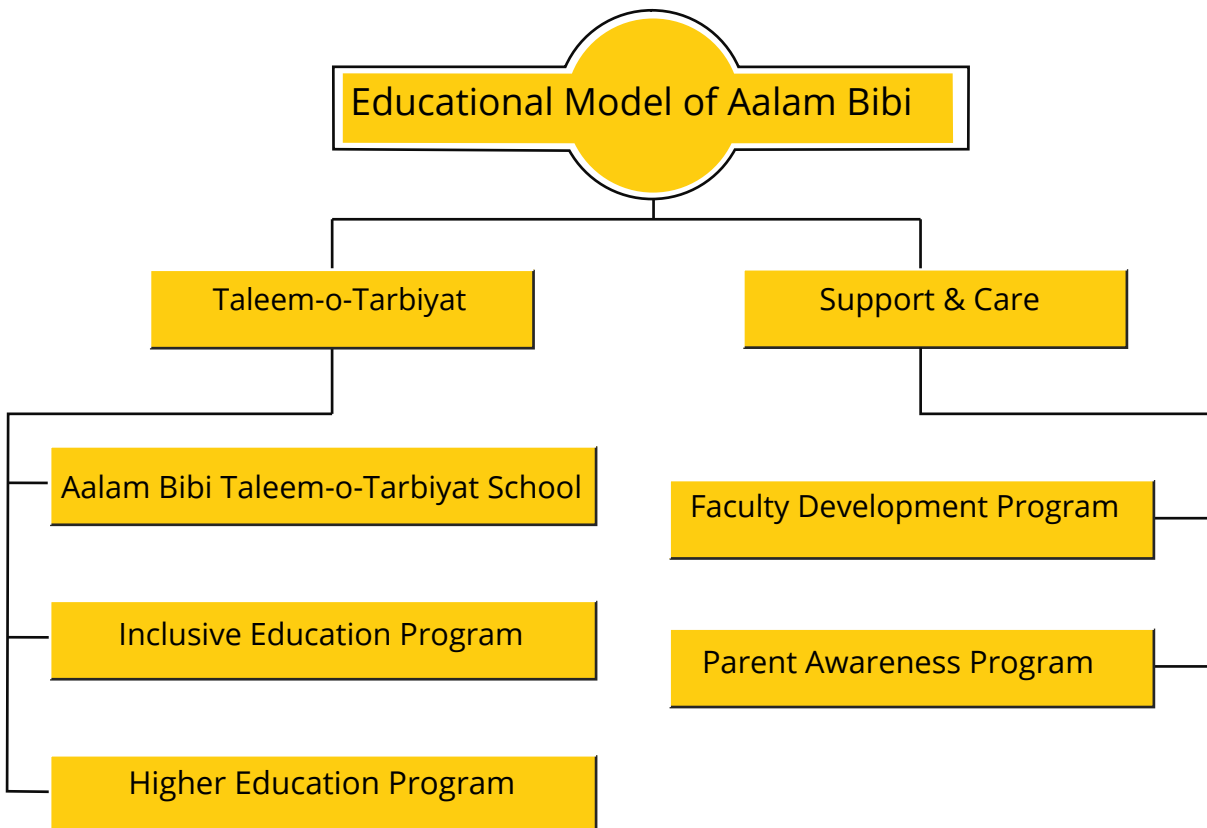 Educational Model of Aalam Bibi
Taleem-o-Tarbiyat
Support & Care
Aalam Bibi Taleem-o-Tarbiyat School
Inclusive Education Program
Higher Education Program
Faculty Development Program
Parent Awareness Program